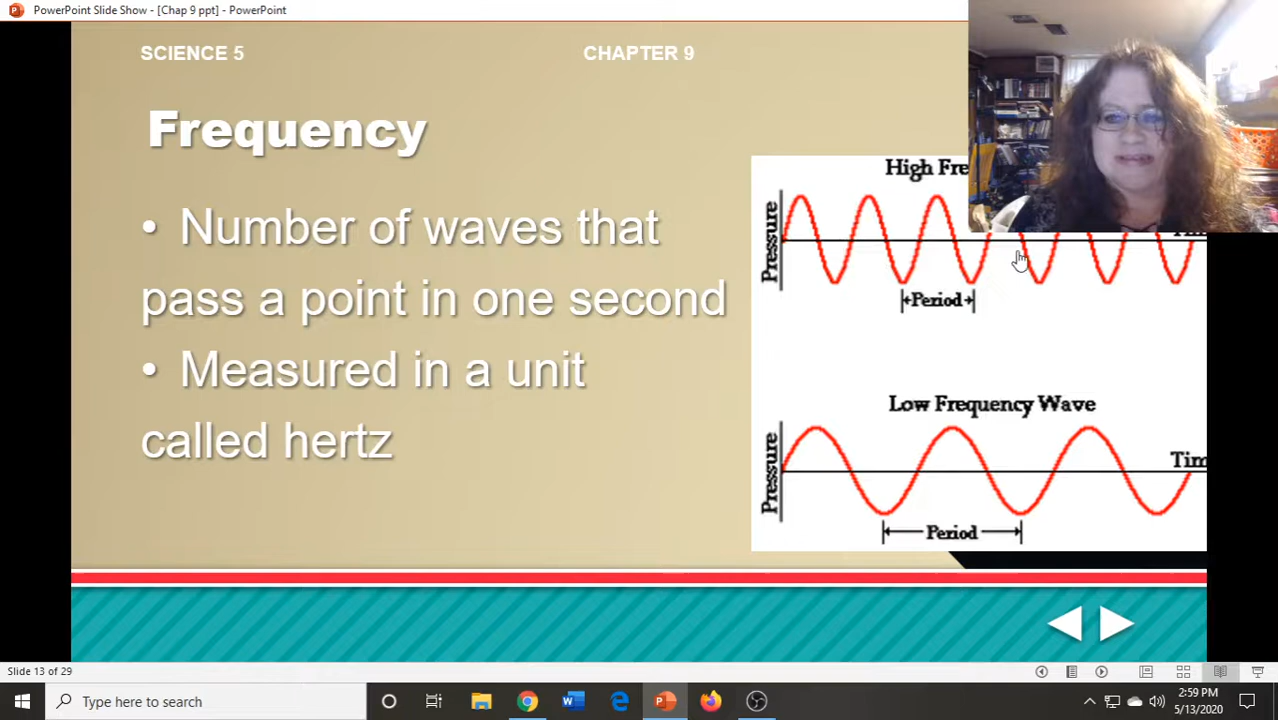 PowerPoint Slide Show - [Chap 9 ppt] - PowerPoint
SCIENCE 5
CHAPTER 9
Frequency
• Number of waves that
pass a point in one second
• Measured in a unit
called hertz
High Fre
Pressure
Period
Low Frequency Wave
Pressure
Tim
Period
Slide 13 of 29
Type here to search
2:59 PM
5/13/2020